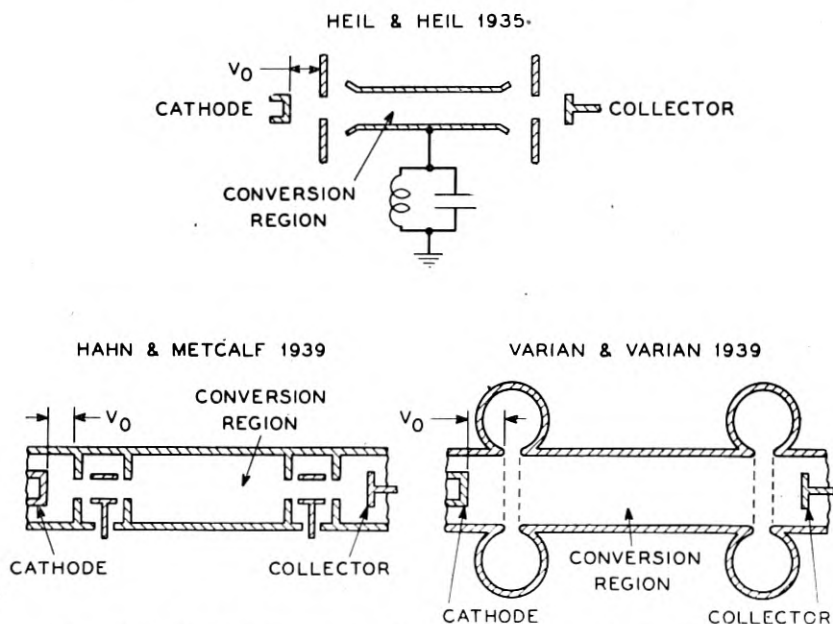 HEIL & HEIL 1935.
V0
CATHODE
COLLECTOR
CONVERSION
REGION
HAHN & METCALF 1939
V0
CONVERSION
REGION
CATHODE
COLLECTOR
VARIAN & VARIAN 1939
V0
CONVERSION
REGION
CATHODE
COLLECTOR